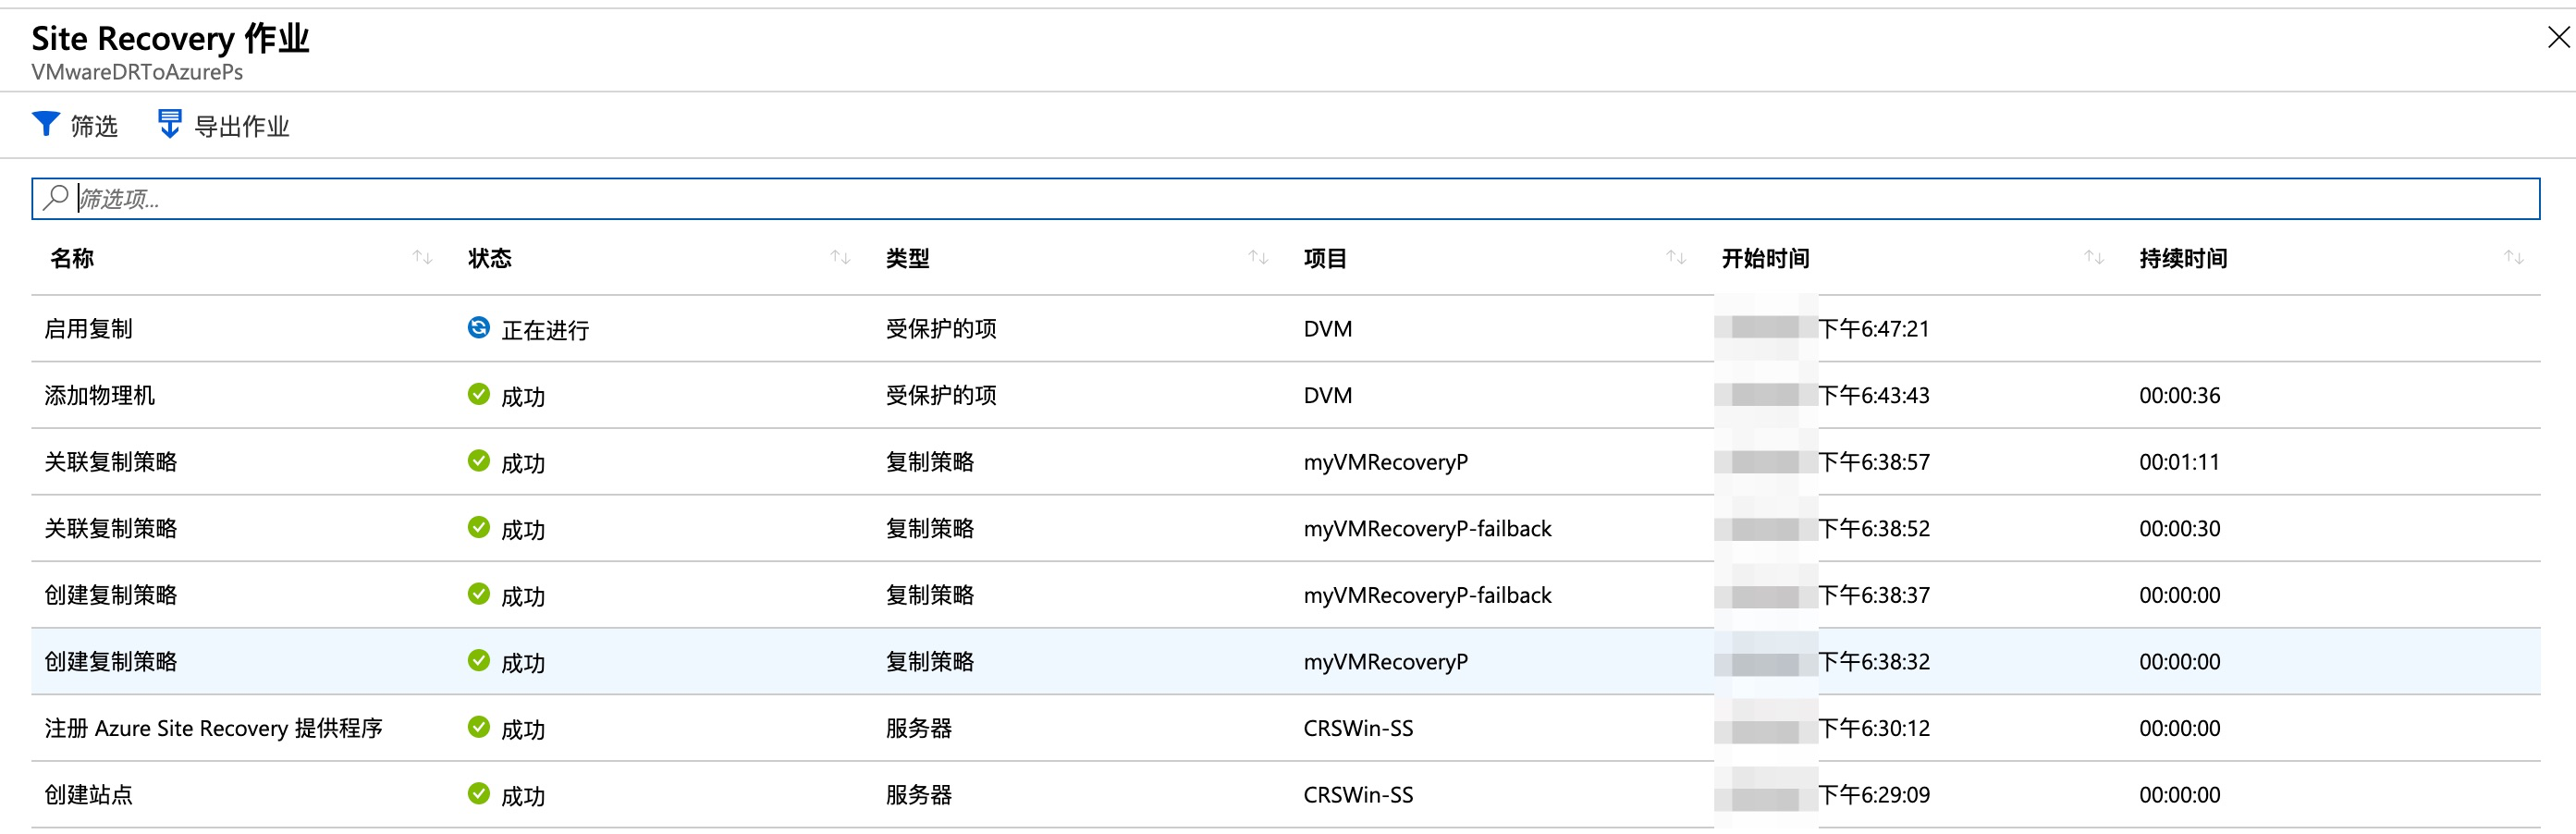 Site Recovery 作业
VMwareDRToAzurePs
筛选 导出作业
筛选项...
名称 状态 类型 项目 开始时间 持续时间
启用复制 正在进行 受保护的项 DVM 下午6:47:21
添加物理机 成功 受保护的项 DVM 下午6:43:43 00:00:36
关联复制策略 成功 复制策略 myVMRecoveryP 下午6:38:57 00:01:11
关联复制策略 成功 复制策略 myVMRecoveryP-failback 下午6:38:52 00:00:30
创建复制策略 成功 复制策略 myVMRecoveryP-failback 下午6:38:37 00:00:00
创建复制策略 成功 复制策略 myVMRecoveryP 下午6:38:32 00:00:00
注册 Azure Site Recovery 提供程序 成功 服务器 CRSWin-SS 下午6:30:12 00:00:00
创建站点 成功 服务器 CRSWin-SS 下午6:29:09 00:00:00